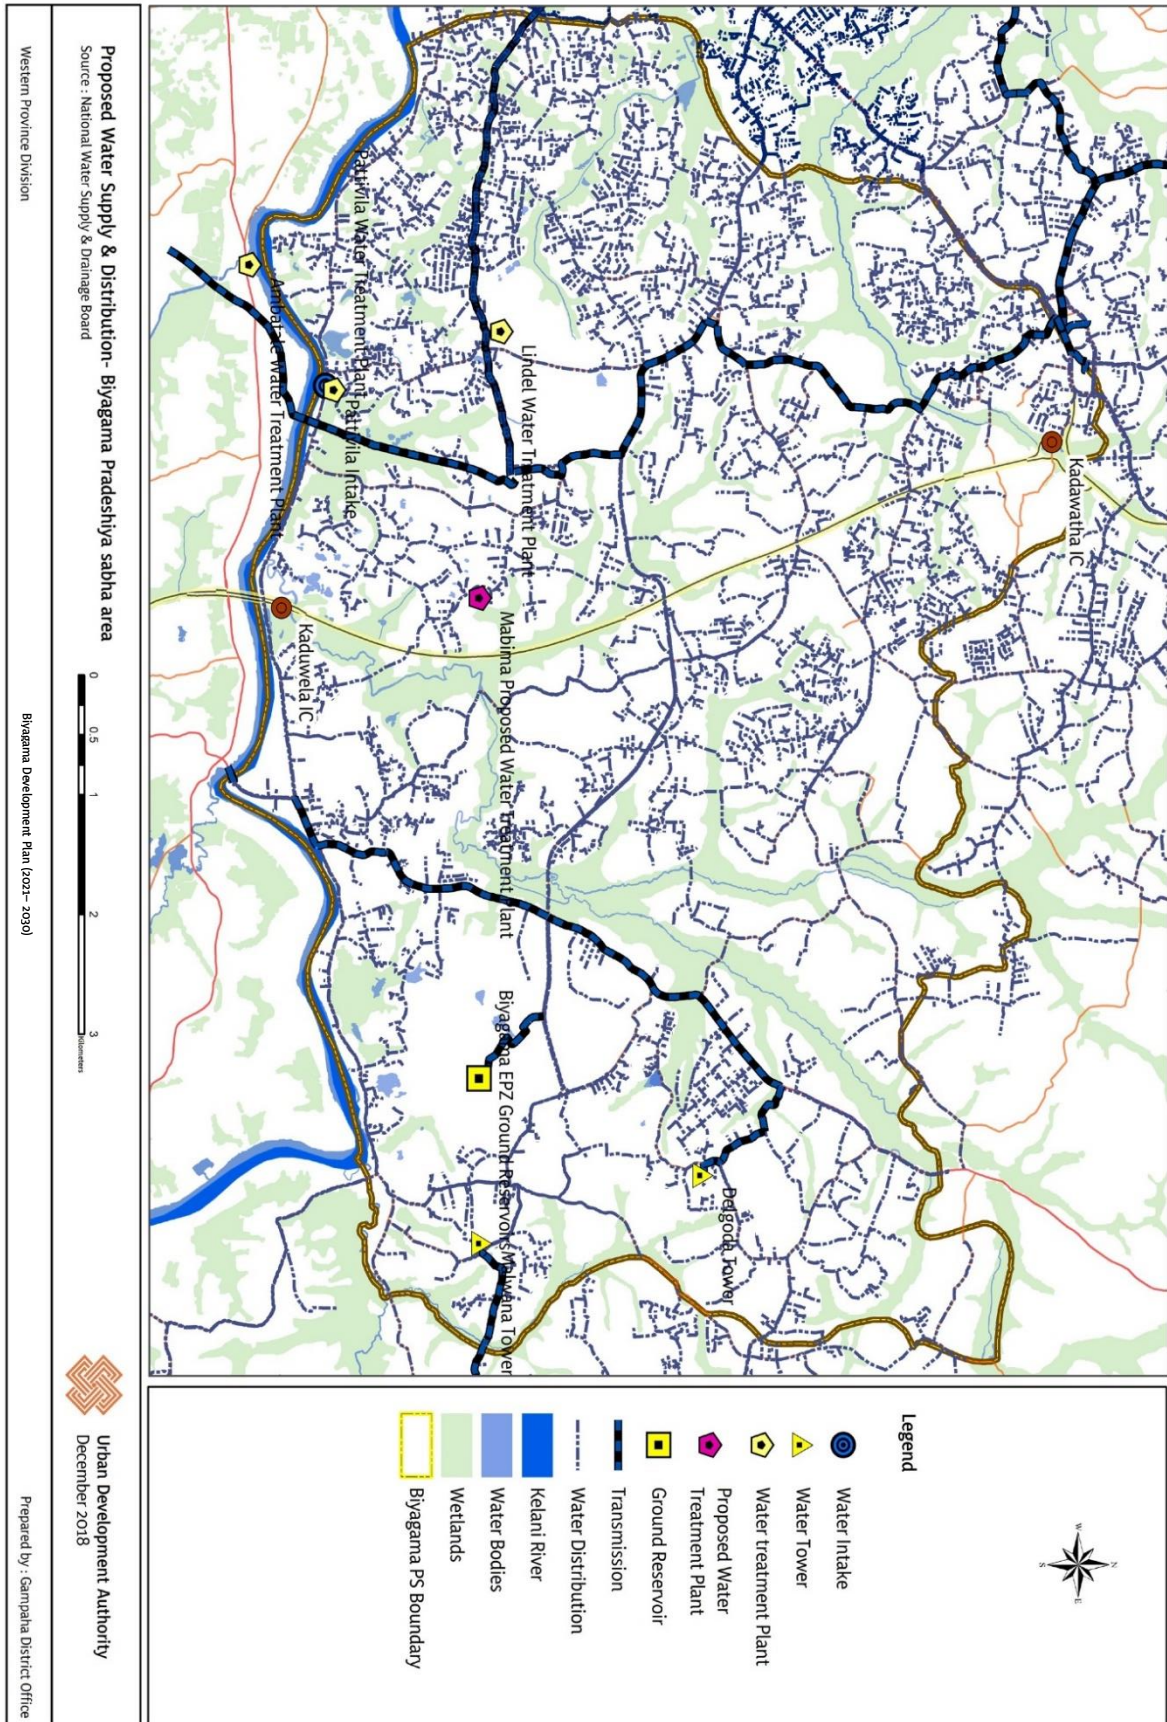 Kadawatha IC
Delgoda Tower
Lindel Water Treatment Plant
Mabima Proposed Water Treatment Plant
Biyagama EPZ Ground Reservoirs
Malwana Tower
Pattivila Water Treatment Plant
Pattivila Intake
Kaduwela IC
Ambatale Water Treatment Plant
Legend
Water Intake
Water Tower
Water treatment Plant
Proposed Water
Treatment Plant
Ground Reservoir
Transmission
Water Distribution
Kelani River
Water Bodies
Wetlands
Biyagama PS Boundary
N
W
E
S
Proposed Water Supply & Distribution- Biyagama Pradeshiya sabha area
Source : National Water Supply & Drainage Board
0 0.5 1 2 3
Kilometers
Urban Development Authority
December 2018
Western Province Division
Biyagama Development Plan (2021– 2030)
Prepared by : Gampaha District Office